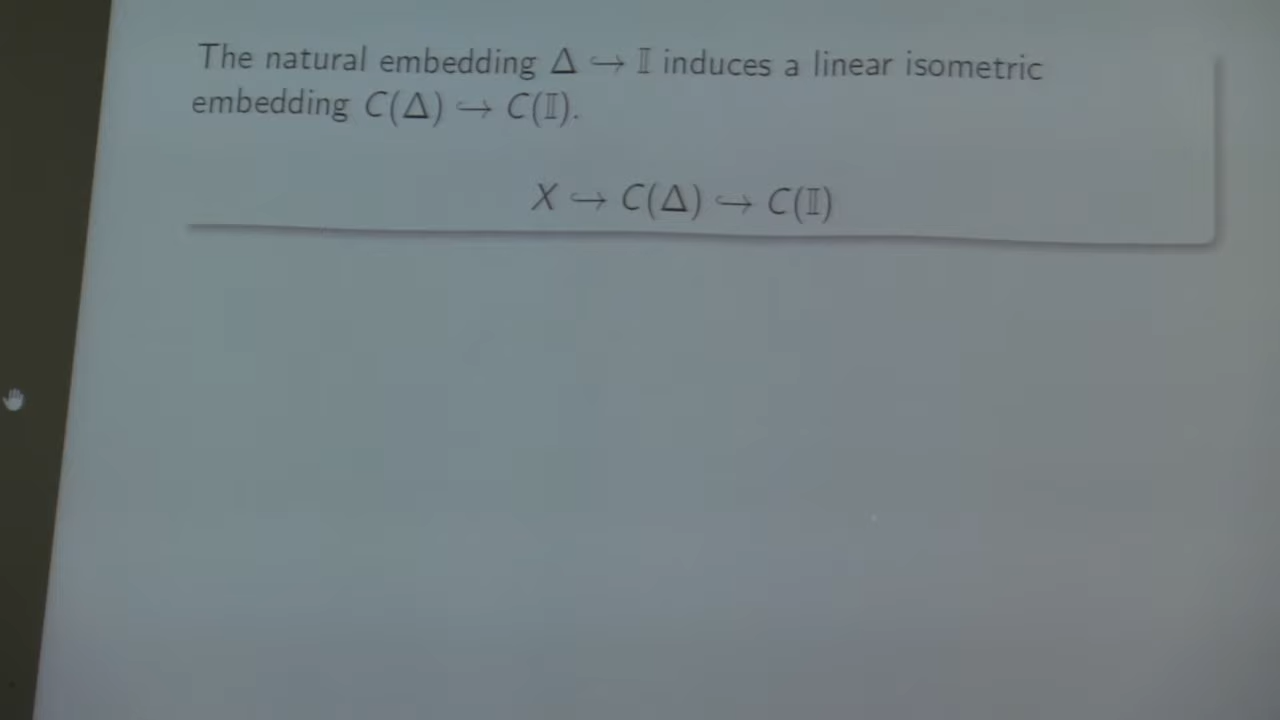 The natural embedding Δ ↪ 𝕀 induces a linear isometric
embedding C(Δ) ↪ C(𝕀).
X ↪ C(Δ) ↪ C(𝕀)